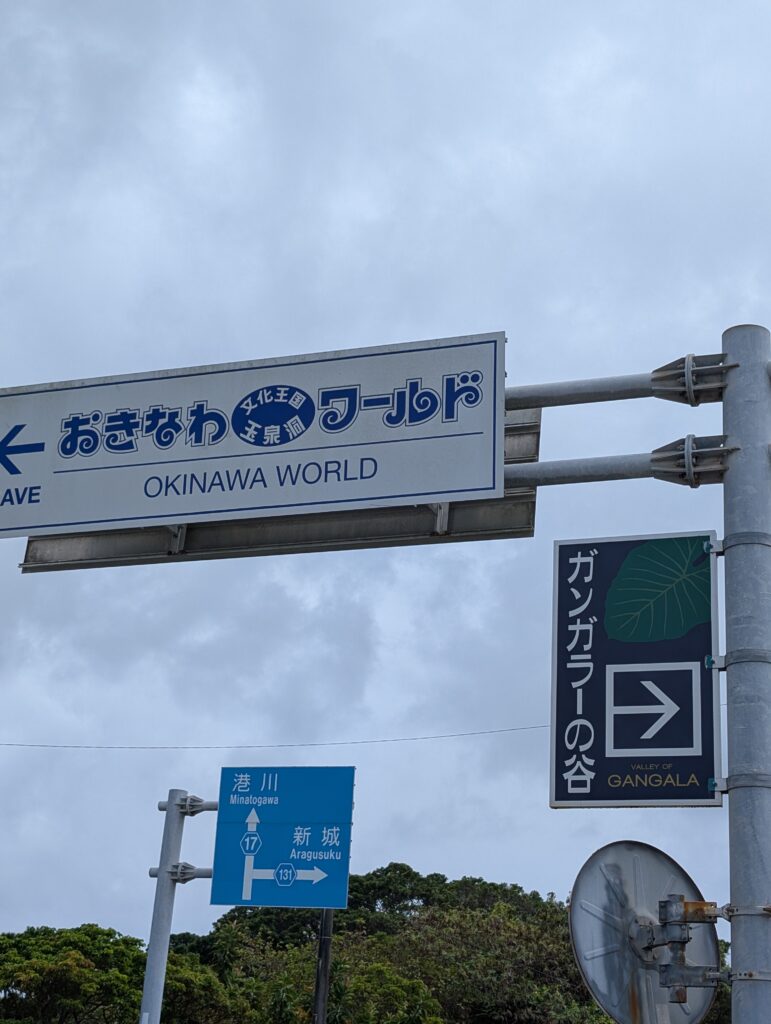 おきなわ
文化王国
玉泉洞
ワールド
OKINAWA WORLD
AVE
ガンガラーの谷
VALLEY OF
GANGALA
港川
Minatogawa
17
新城
Aragusuku
131